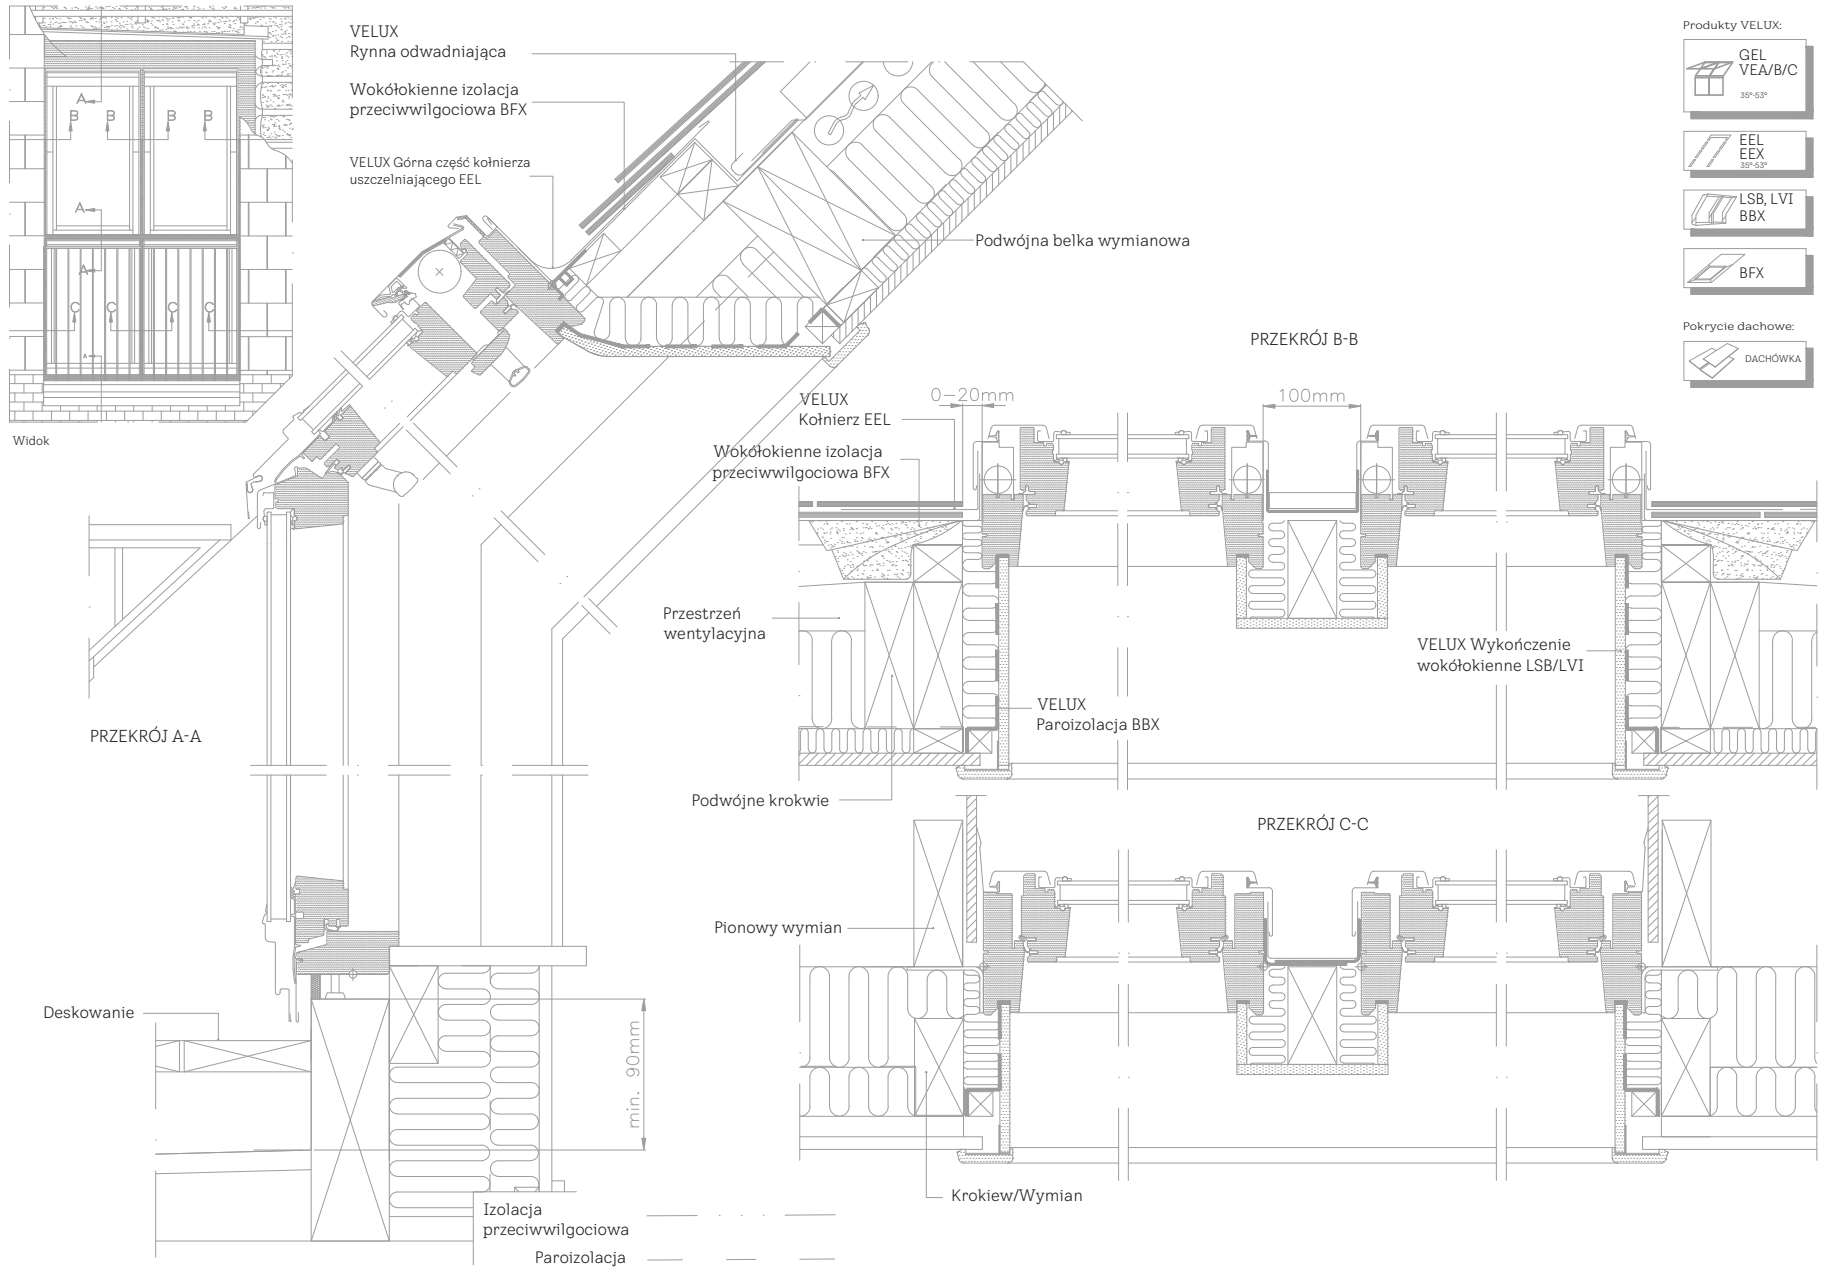 VELUX
Rynna odwadniająca
Wokółokienne izolacja
przeciwwilgociowa BFX
VELUX Górna część kołnierza
uszczelniającego EEL
A
B B B B
A
A
C C C C
A
Widok
Podwójna belka wymianowa
Produkty VELUX:
GEL
VEA/B/C
35°-53°
EEL
EEX
35°-53°
LSB, LVI
BBX
BFX
Pokrycie dachowe:
DACHÓWKA
PRZEKRÓJ B-B
0-20mm
100mm
VELUX
Kołnierz EEL
Wokółokienne izolacja
przeciwwilgociowa BFX
Przestrzeń
wentylacyjna
VELUX Wykończenie
wokółokienne LSB/LVI
VELUX
Paroizolacja BBX
Podwójne krokwie
PRZEKRÓJ A-A
PRZEKRÓJ C-C
Pionowy wymian
Deskowanie
min. 90mm
Krokiew/Wymian
Izolacja
przeciwwilgociowa
Paroizolacja